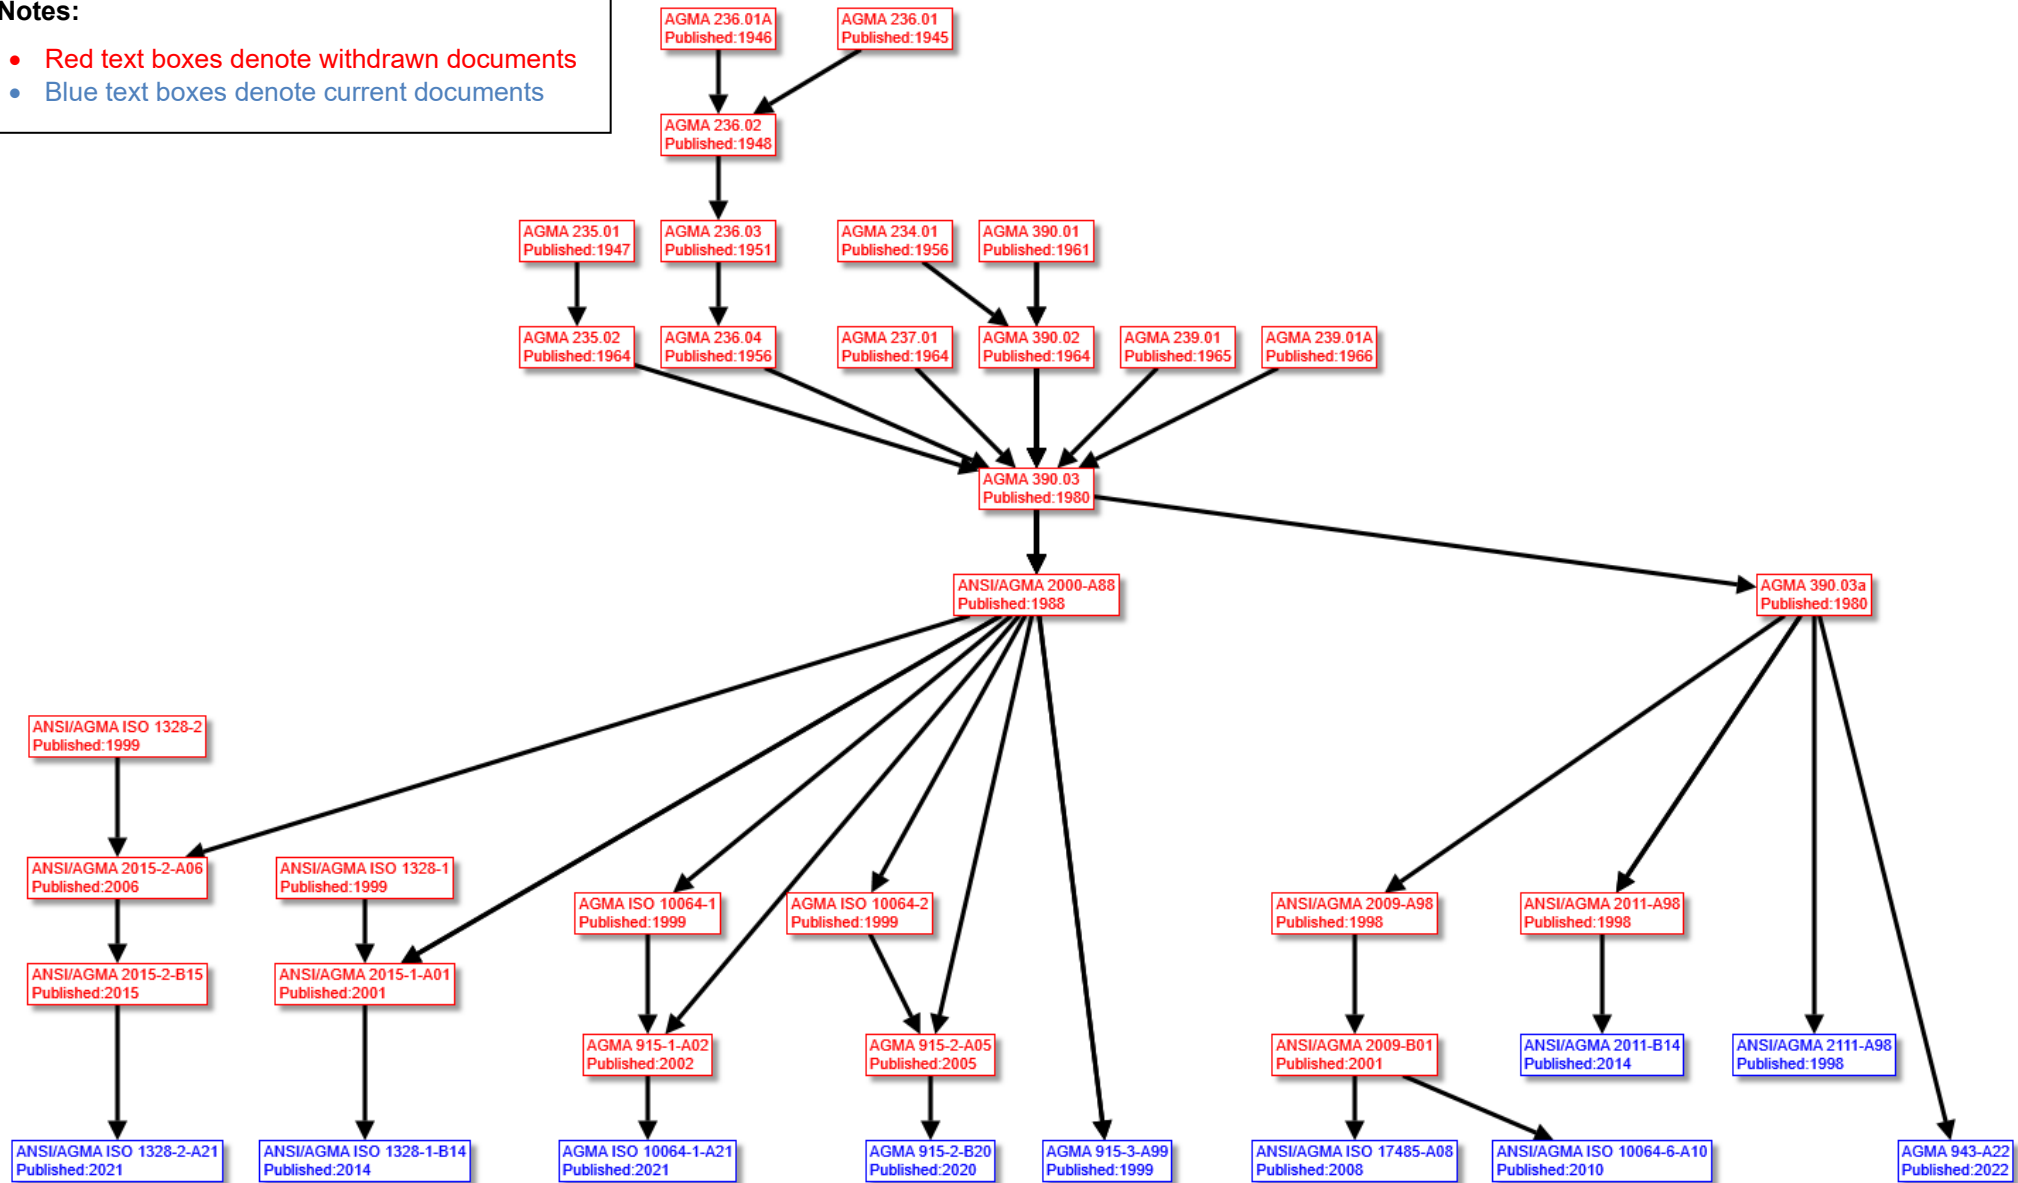 Notes:
• Red text boxes denote withdrawn documents
• Blue text boxes denote current documents
AGMA 236.01A
Published:1946
AGMA 236.01
Published:1945
AGMA 236.02
Published:1948
AGMA 235.01
Published:1947
AGMA 236.03
Published:1951
AGMA 234.01
Published:1956
AGMA 390.01
Published:1961
AGMA 235.02
Published:1964
AGMA 236.04
Published:1956
AGMA 237.01
Published:1964
AGMA 390.02
Published:1964
AGMA 239.01
Published:1965
AGMA 239.01A
Published:1966
AGMA 390.03
Published:1980
ANSI/AGMA 2000-A88
Published:1988
AGMA 390.03a
Published:1980
ANSI/AGMA ISO 1328-2
Published:1999
ANSI/AGMA 2015-2-A06
Published:2006
ANSI/AGMA ISO 1328-1
Published:1999
AGMA ISO 10064-1
Published:1999
AGMA ISO 10064-2
Published:1999
ANSI/AGMA 2009-A98
Published:1998
ANSI/AGMA 2011-A98
Published:1998
ANSI/AGMA 2015-2-B15
Published:2015
ANSI/AGMA 2015-1-A01
Published:2001
AGMA 915-1-A02
Published:2002
AGMA 915-2-A05
Published:2005
ANSI/AGMA 2009-B01
Published:2001
ANSI/AGMA 2011-B14
Published:2014
ANSI/AGMA 2111-A98
Published:1998
ANSI/AGMA ISO 1328-2-A21
Published:2021
ANSI/AGMA ISO 1328-1-B14
Published:2014
AGMA ISO 10064-1-A21
Published:2021
AGMA 915-2-B20
Published:2020
AGMA 915-3-A99
Published:1999
ANSI/AGMA ISO 17485-A08
Published:2008
ANSI/AGMA ISO 10064-6-A10
Published:2010
AGMA 943-A22
Published:2022